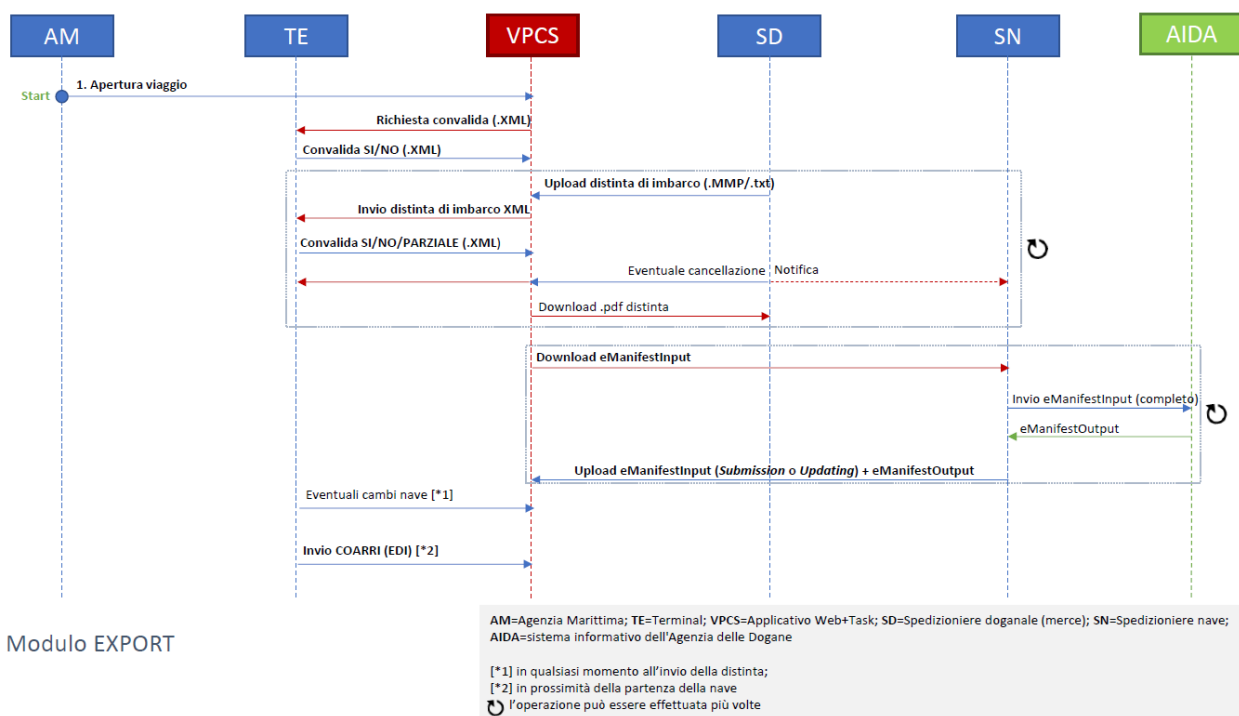 AM TE VPCS SD SN AIDA
1. Apertura viaggio
Start
Richiesta convalida (.XML)
Convalida SI/NO (.XML)
Upload distinta di imbarco (.MMP/.txt)
Invio distinta di imbarco XML
Convalida SI/NO/PARZIALE (.XML)
Eventuale cancellazione Notifica
Download .pdf distinta
Download eManifestInput
Invio eManifestInput (completo)
eManifestOutput
Upload eManifestInput (Submission o Updating) + eManifestOutput
Eventuali cambi nave [*1]
Invio COARRI (EDI) [*2]
Modulo EXPORT
AM=Agenzia Marittima; TE=Terminal; VPCS=Applicativo Web+Task; SD=Spedizioniere doganale (merce); SN=Spedizioniere nave;
AIDA=sistema informativo dell'Agenzia delle Dogane
[*1] in qualsiasi momento all'invio della distinta;
[*2] in prossimità della partenza della nave
l'operazione può essere effettuata più volte